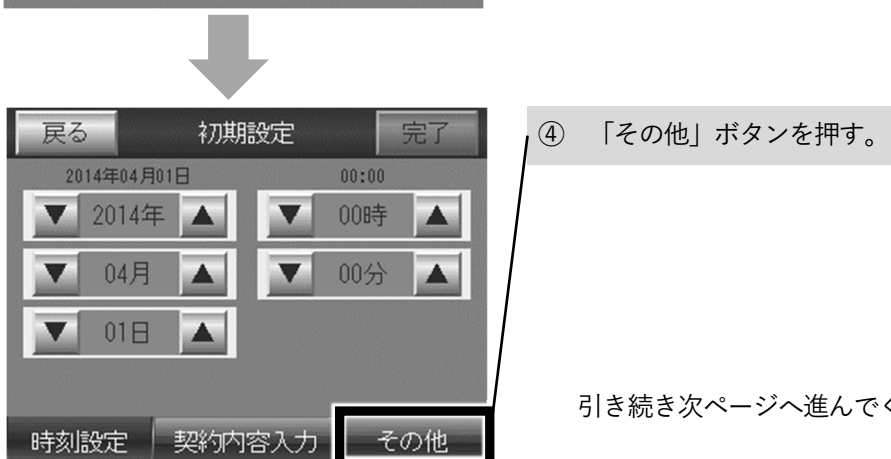 戻る 初期設定 完了
④ 「その他」ボタンを押す。
2014年04月01日 00:00
▼ 2014年 ▲ ▼ 00時 ▲
▼ 04月 ▲ ▼ 00分 ▲
▼ 01日 ▲
引き続き次ページへ進んで
時刻設定 契約内容入力 その他